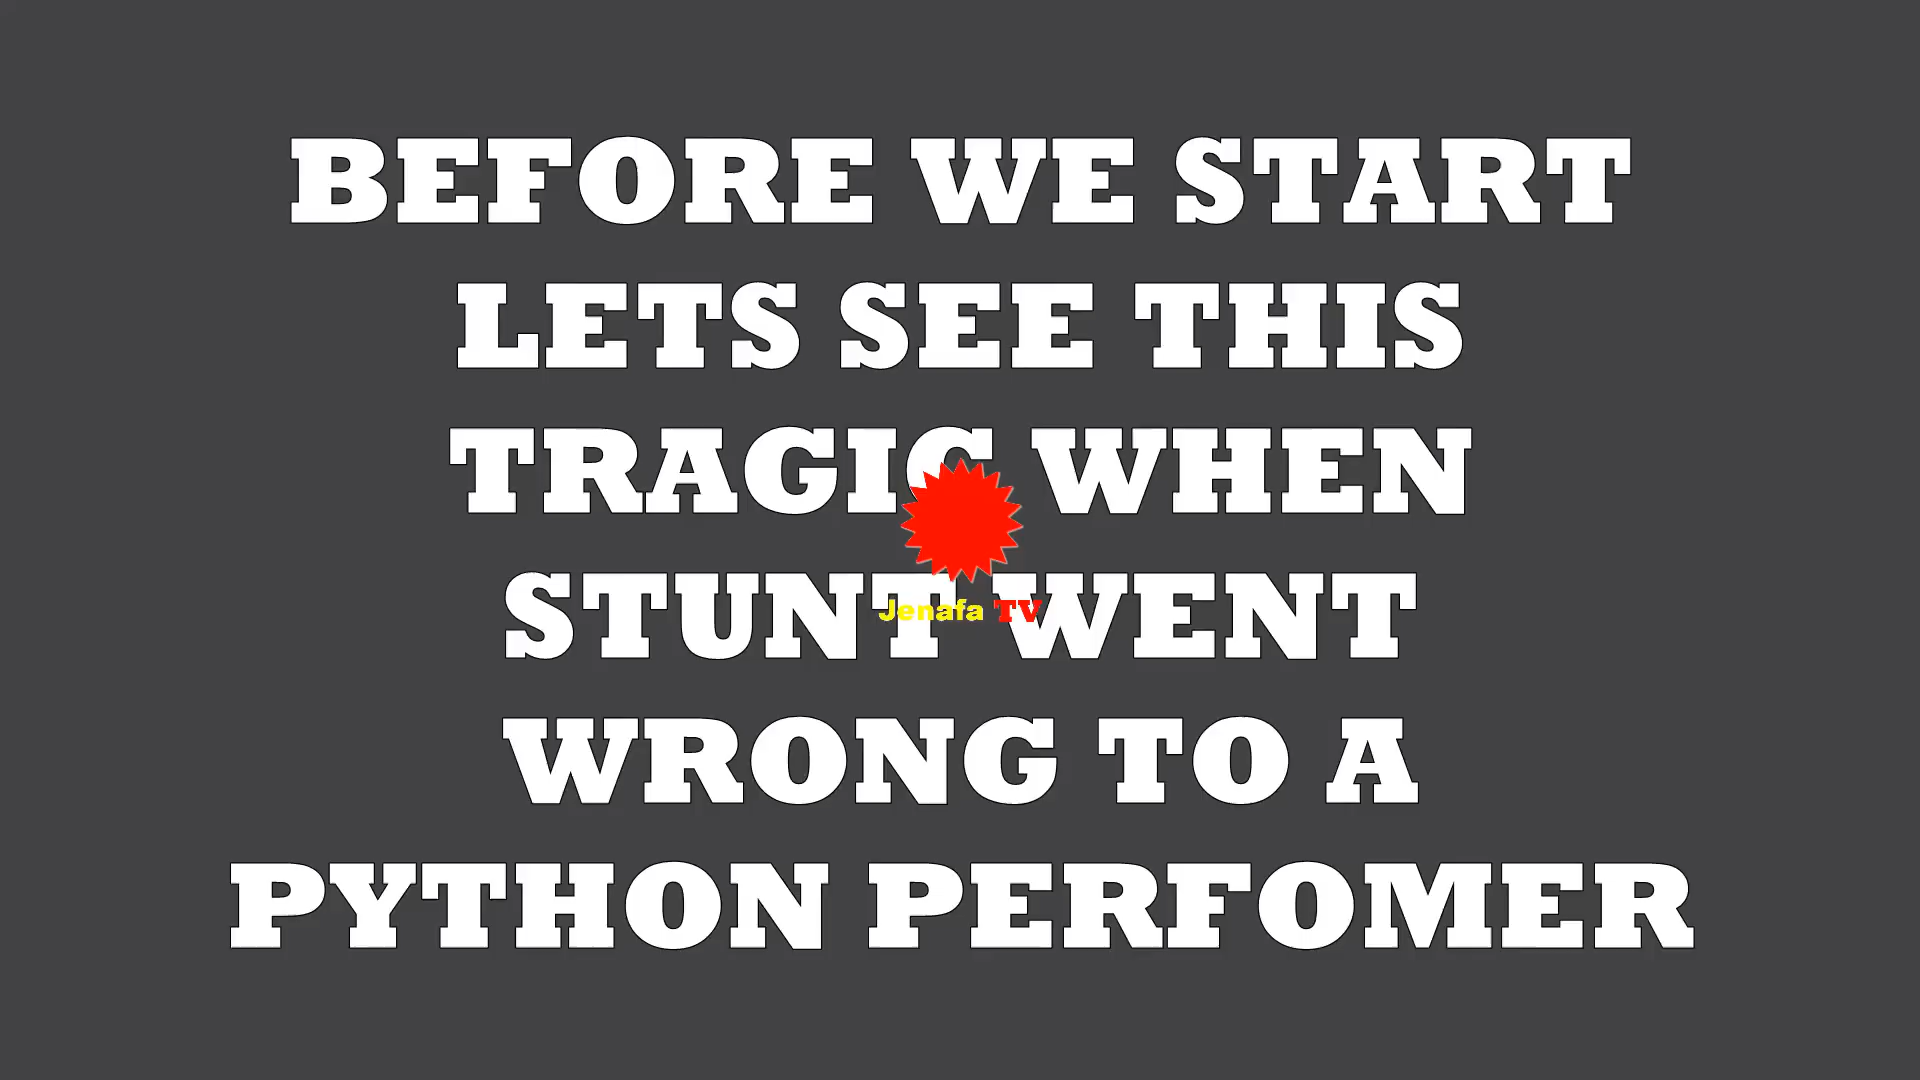 BEFORE WE START
LETS SEE THIS
TRAGIC WHEN
STUNT WENT
Jenafa TV
WRONG TO A
PYTHON PERFOMER